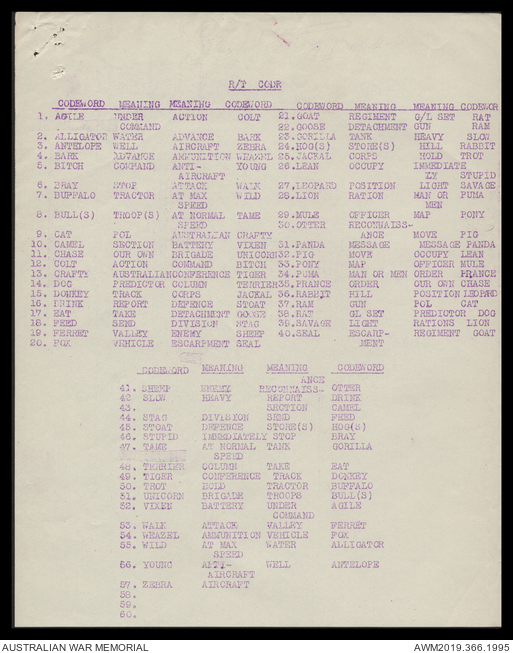 R/T CODE
CODEWORD MEANING MEANING CODEWORD CODEWORD MEANING MEANING CODEWOR
1. AGILE UNDER ACTION COLT 21. GOAT REGIMENT G/L SET RAT
COMMAND 22. GOOSE DETACHMENT GUN RAM
2. ALLIGATOR WATER ADVANCE BARK 23. GORILLA TANK HEAVY SLOW
3. ANTELOPE WELL AIRCRAFT ZEBRA 24. HOG(S) STORE(S) HILL RABBIT
4. BARK ADVANCE AMMUNITION WEAZEL 25. JACKAL CORPS HOLD TROT
5. BITCH COMMAND ANTI- YOUNG 26. LEAN OCCUPY IMMEDIATE
AIRCRAFT LY STUPID
6. BRAY STOP ATTACK WALK 27. LEOPARD POSITION LIGHT SAVAGE
7. BUFFALO TRACTOR AT MAX WILD 28. LION RATION MAN OR PUMA
SPEED MEN
8. BULL(S) TROOP(S) AT NORMAL TAME 29. MULE OFFICER MAP PONY
SPEED 30. OTTER RECONNAISS-
9. CAT POL AUSTRALIAN CRAFTY ANCE MOVE PIG
10. CAMEL SECTION BATTERY VIXEN 31. PANDA MESSAGE MESSAGE PANDA
11. CHASE OUR OWN BRIGADE UNICORN 32. PIG MOVE OCCUPY LEAN
12. COLT ACTION COMMAND BITCH 33. PONY MAP OFFICER MULE
13. CRAFTY AUSTRALIAN CONFERENCE TIGER 34. PUMA MAN OR MEN ORDER PRANCE
14. DOG PREDICTOR COLUMN TERRIER 35. PRANCE ORDER OUR OWN CHASE
15. DONKEY TRACK CORPS JACKAL 36. RABBIT HILL POSITION LEOPARD
16. DRINK REPORT DEFENCE STOAT 37. RAM GUN POL CAT
17. EAT TAKE DETACHMENT GOOSE 38. RAT GL SET PREDICTOR DOG
18. FEED SEND DIVISION STAG 39. SAVAGE LIGHT RATIONS LION
19. FERRET VALLEY ENEMY SHEEP 40. SEAL ESCARP- REGIMENT GOAT
20. FOX VEHICLE ESCARPMENT SEAL MENT
CODEWORD MEANING MEANING CODEWORD
ANCE
41. SHEEP ENEMY RECONNAISS- OTTER
42 SLOW HEAVY REPORT DRINK
43. SECTION CAMEL
44. STAG DIVISION SEND FEED
45. STOAT DEFENCE STORE(S) HOG(S)
46. STUPID IMMEDIATELY STOP BRAY
47. TAME AT NORMAL TANK GORILLA
SPEED
48. TERRIER COLUMN TAKE EAT
49. TIGER CONFERENCE TRACK DONKEY
50. TROT HOLD TRACTOR BUFFALO
51. UNICORN BRIGADE TROOPS BULL(S)
52. VIXEN BATTERY UNDER AGILE
COMMAND
53. WALK ATTACK VALLEY FERRET
54. WEAZEL AMMUNITION VEHICLE FOX
55. WILD AT MAX WATER ALLIGATOR
SPEED
56. YOUNG ANTI- WELL ANTELOPE
AIRCRAFT
57. ZEBRA AIRCRAFT
58.
59.
60.
AUSTRALIAN WAR MEMORIAL AWM2019.366.1995